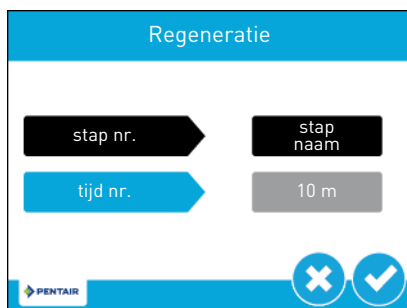 Regeneratie
stap nr.
stap
naam
tijd nr.
10 m
PENTAIR